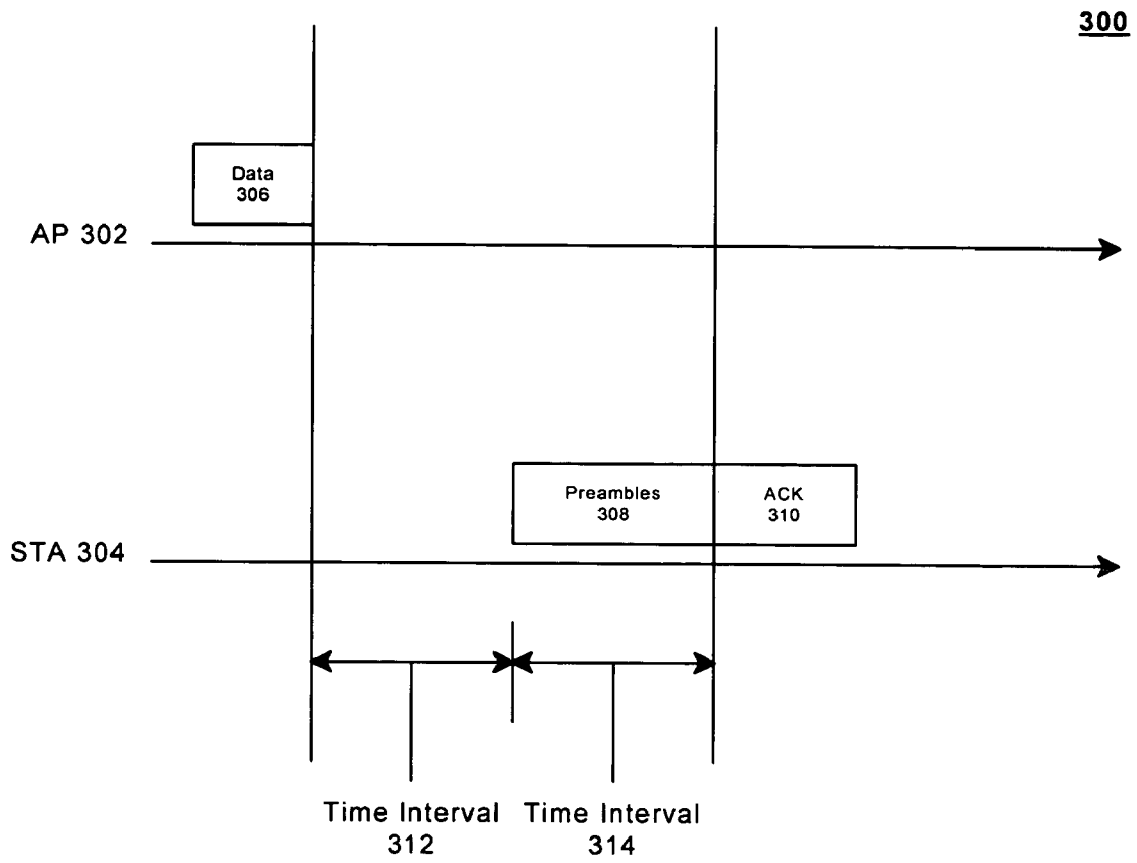 300
Data
306
AP 302
Preambles
308
ACK
310
STA 304
Time Interval
312
Time Interval
314